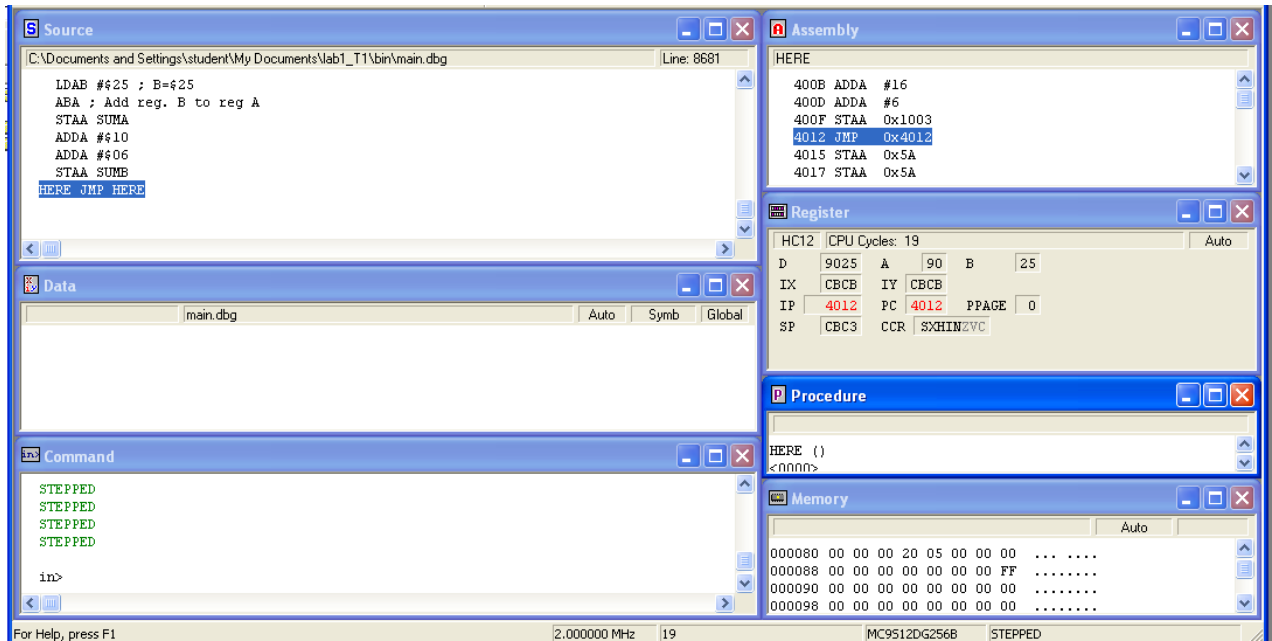 Source
C:\Documents and Settings\student\My Documents\lab1_T1\bin\main.dbg Line: 8681
LDAB #$25 ; B=$25
ABA ; Add reg. B to reg A
STAA SUMA
ADDA #$10
ADDA #$06
STAA SUMB
HERE JMP HERE
Data
main.dbg Auto Symb Global
Command
STEPPED
STEPPED
STEPPED
STEPPED
in>
Assembly
HERE
400B ADDA #16
400D ADDA #6
400F STAA 0x1003
4012 JMP 0x4012
4015 STAA 0x5A
4017 STAA 0x5A
Register
HC12 CPU Cycles: 19 Auto
D 9025 A 90 B 25
IX CBCB IY CBCB
IP 4012 PC 4012 PPAGE 0
SP CBC3 CCR SXHINZVC
Procedure
HERE ()
Memory
Auto
000080 00 00 00 20 05 00 00 00 ... ....
000088 00 00 00 00 00 00 00 FF ........
000090 00 00 00 00 00 00 00 00 ........
000098 00 00 00 00 00 00 00 00 ........
For Help, press F1 2.000000 MHz 19 MC9S12DG256B STEPPED